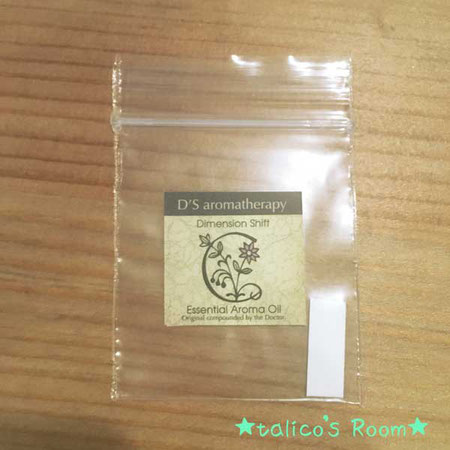 D'S aromatherapy
Dimension Shift
Essential Aroma Oil
Original compounded by the Doctor.
★talico's Room★